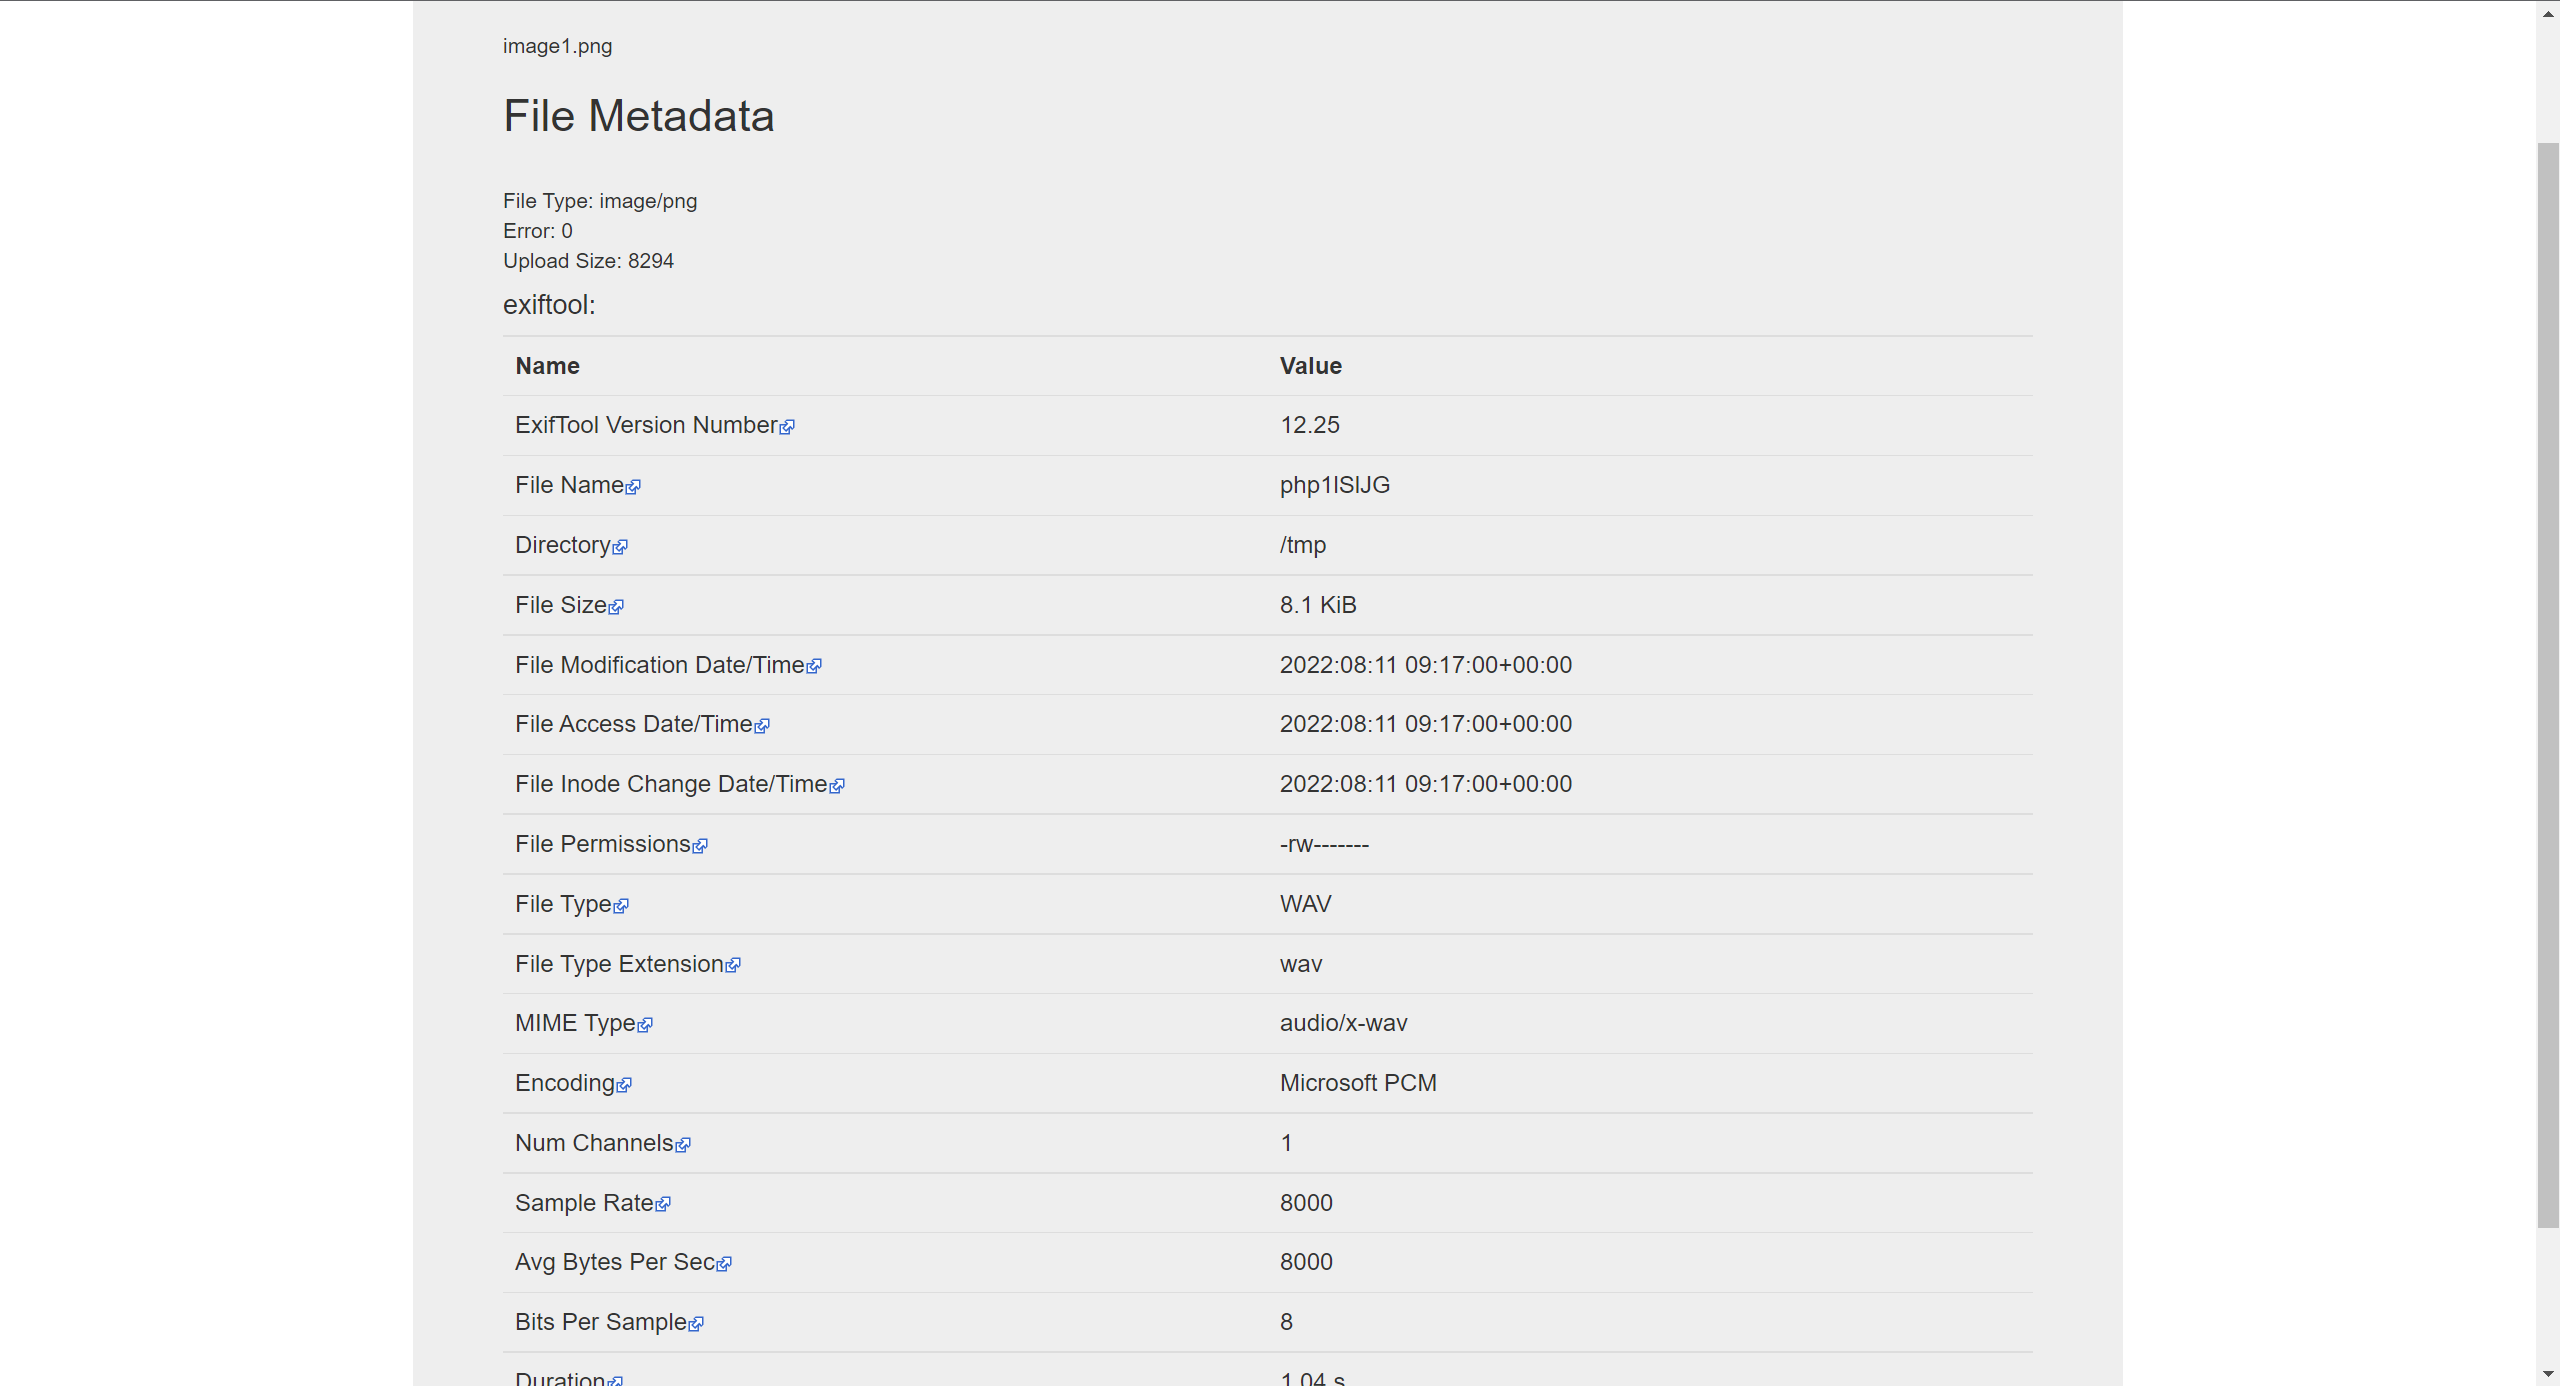 image1.png
File Metadata
File Type: image/png
Error: 0
Upload Size: 8294
exiftool:
Name Value
ExifTool Version Number 12.25
File Name php1lSlJG
Directory /tmp
File Size 8.1 KiB
File Modification Date/Time 2022:08:11 09:17:00+00:00
File Access Date/Time 2022:08:11 09:17:00+00:00
File Inode Change Date/Time 2022:08:11 09:17:00+00:00
File Permissions -rw-------
File Type WAV
File Type Extension wav
MIME Type audio/x-wav
Encoding Microsoft PCM
Num Channels 1
Sample Rate 8000
Avg Bytes Per Sec 8000
Bits Per Sample 8
Duration 1.04 s